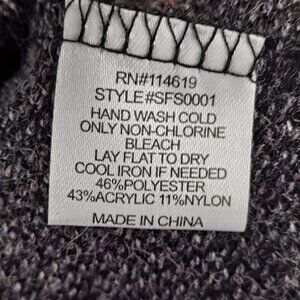 RN#114619
STYLE #SFS0001
HAND WASH COLD
ONLY NON-CHLORINE
BLEACH
LAY FLAT TO DRY
COOL IRON IF NEEDED
46%POLYESTER
43%ACRYLIC 11%NYLON
MADE IN CHINA